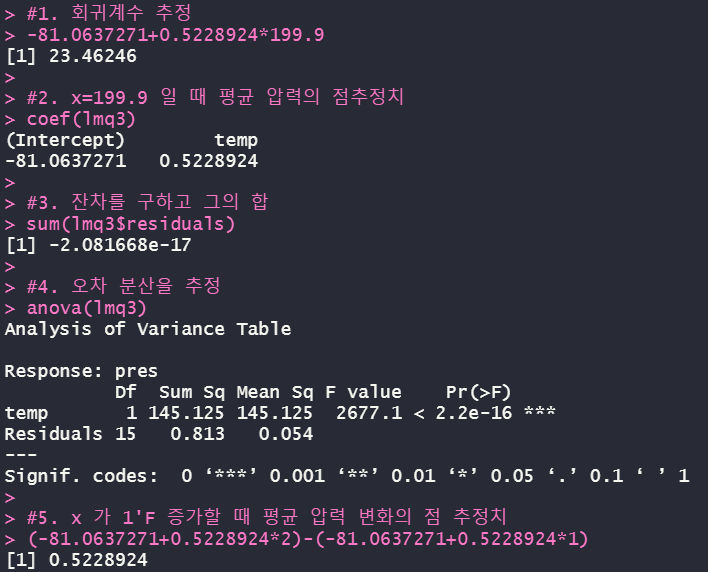 > #1. 회귀계수 추정
> -81.0637271+0.5228924*199.9
[1] 23.46246
>
> #2. x=199.9 일 때 평균 압력의 점추정치
> coef(lmq3)
(Intercept)        temp
-81.0637271   0.5228924
>
> #3. 잔차를 구하고 그의 합
> sum(lmq3$residuals)
[1] -2.081668e-17
>
> #4. 오차 분산을 추정
> anova(lmq3)
Analysis of Variance Table
Response: pres
          Df  Sum Sq Mean Sq F value    Pr(>F)
temp       1 145.125 145.125  2677.1 < 2.2e-16 ***
Residuals 15   0.813   0.054
---
Signif. codes:  0 ‘***’ 0.001 ‘**’ 0.01 ‘*’ 0.05 ‘.’ 0.1 ‘ ’ 1
>
> #5. x 가 1'F 증가할 때 평균 압력 변화의 점 추정치
> (-81.0637271+0.5228924*2)-(-81.0637271+0.5228924*1)
[1] 0.5228924